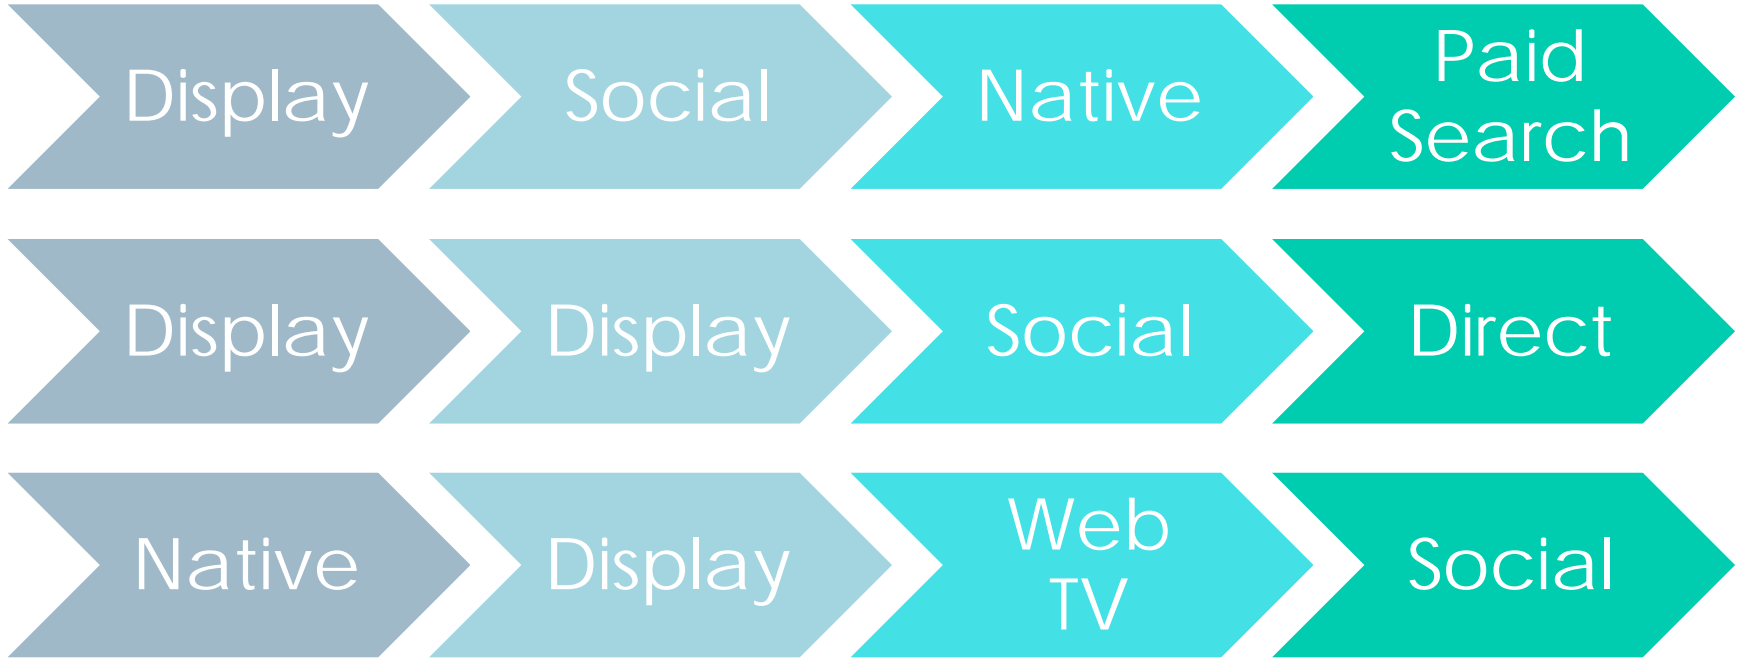 Display
Social
Native
Paid
Search
Display
Display
Social
Direct
Native
Display
Web
TV
Social